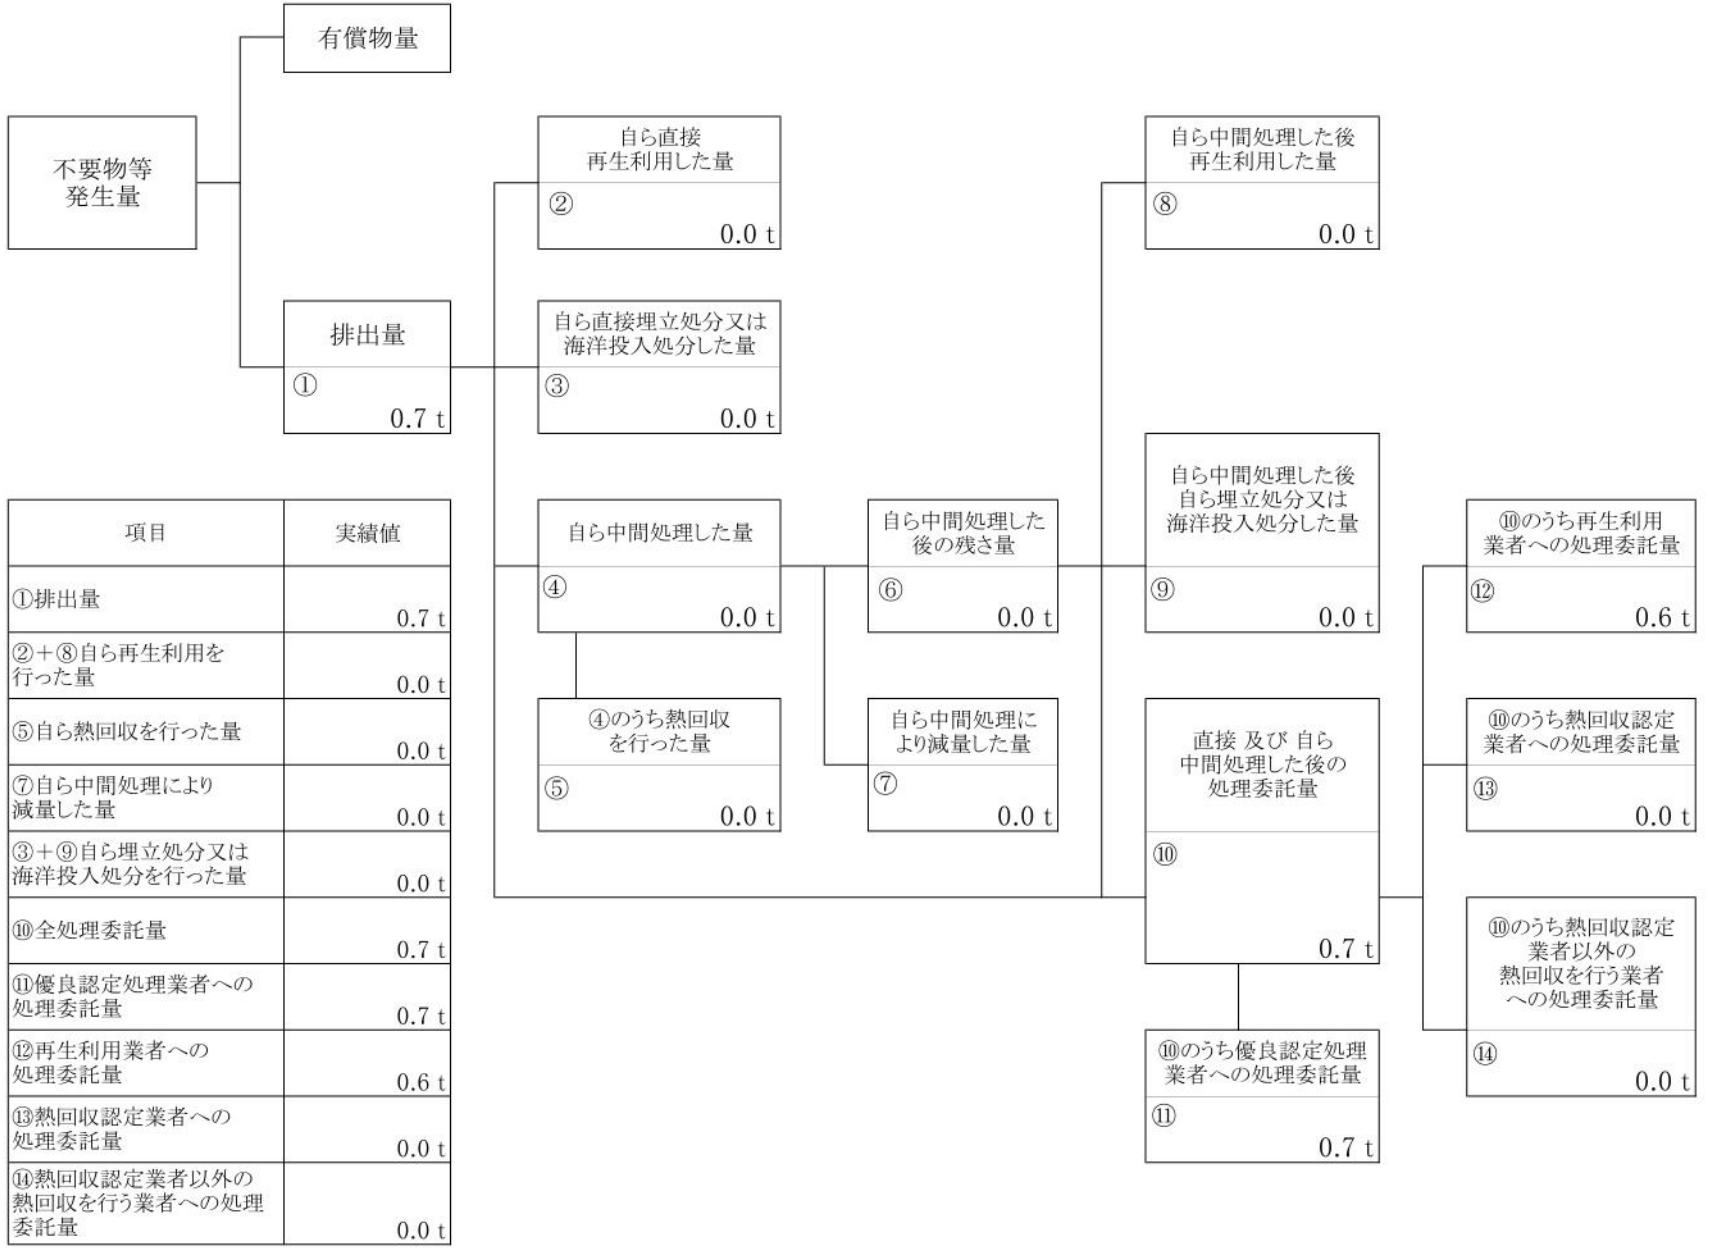 有償物量
不要物等
発生量
自ら直接
再生利用した量
②
0.0 t
自ら中間処理した後
再生利用した量
⑧
0.0 t
排出量
①
0.7 t
自ら直接埋立処分又は
海洋投入処分した量
③
0.0 t
自ら中間処理した量
④
0.0 t
自ら中間処理した
後の残さ量
⑥
0.0 t
自ら中間処理した後
自ら埋立処分又は
海洋投入処分した量
⑨
0.0 t
⑩のうち再生利用
業者への処理委託量
⑫
0.6 t
④のうち熱回収
を行った量
⑤
0.0 t
自ら中間処理に
より減量した量
⑦
0.0 t
直接 及び 自ら
中間処理した後の
処理委託量
⑩
0.7 t
⑩のうち熱回収認定
業者への処理委託量
⑬
0.0 t
⑩のうち熱回収認定
業者以外の
熱回収を行う業者
への処理委託量
⑭
0.0 t
⑩のうち優良認定処理
業者への処理委託量
⑪
0.7 t
項目 実績値
①排出量
0.7 t
②＋⑧自ら再生利用を
行った量
0.0 t
⑤自ら熱回収を行った量
0.0 t
⑦自ら中間処理により
減量した量
0.0 t
③＋⑨自ら埋立処分又は
海洋投入処分を行った量
0.0 t
⑩全処理委託量
0.7 t
⑪優良認定処理業者への
処理委託量
0.7 t
⑫再生利用業者への
処理委託量
0.6 t
⑬熱回収認定業者への
処理委託量
0.0 t
⑭熱回収認定業者以外の
熱回収を行う業者への処理
委託量
0.0 t